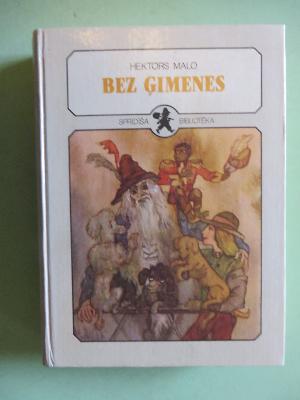 HEKTORS MALO
BEZ ĢIMENES
SPRĪDĪŠA BIBLIOTĒKA